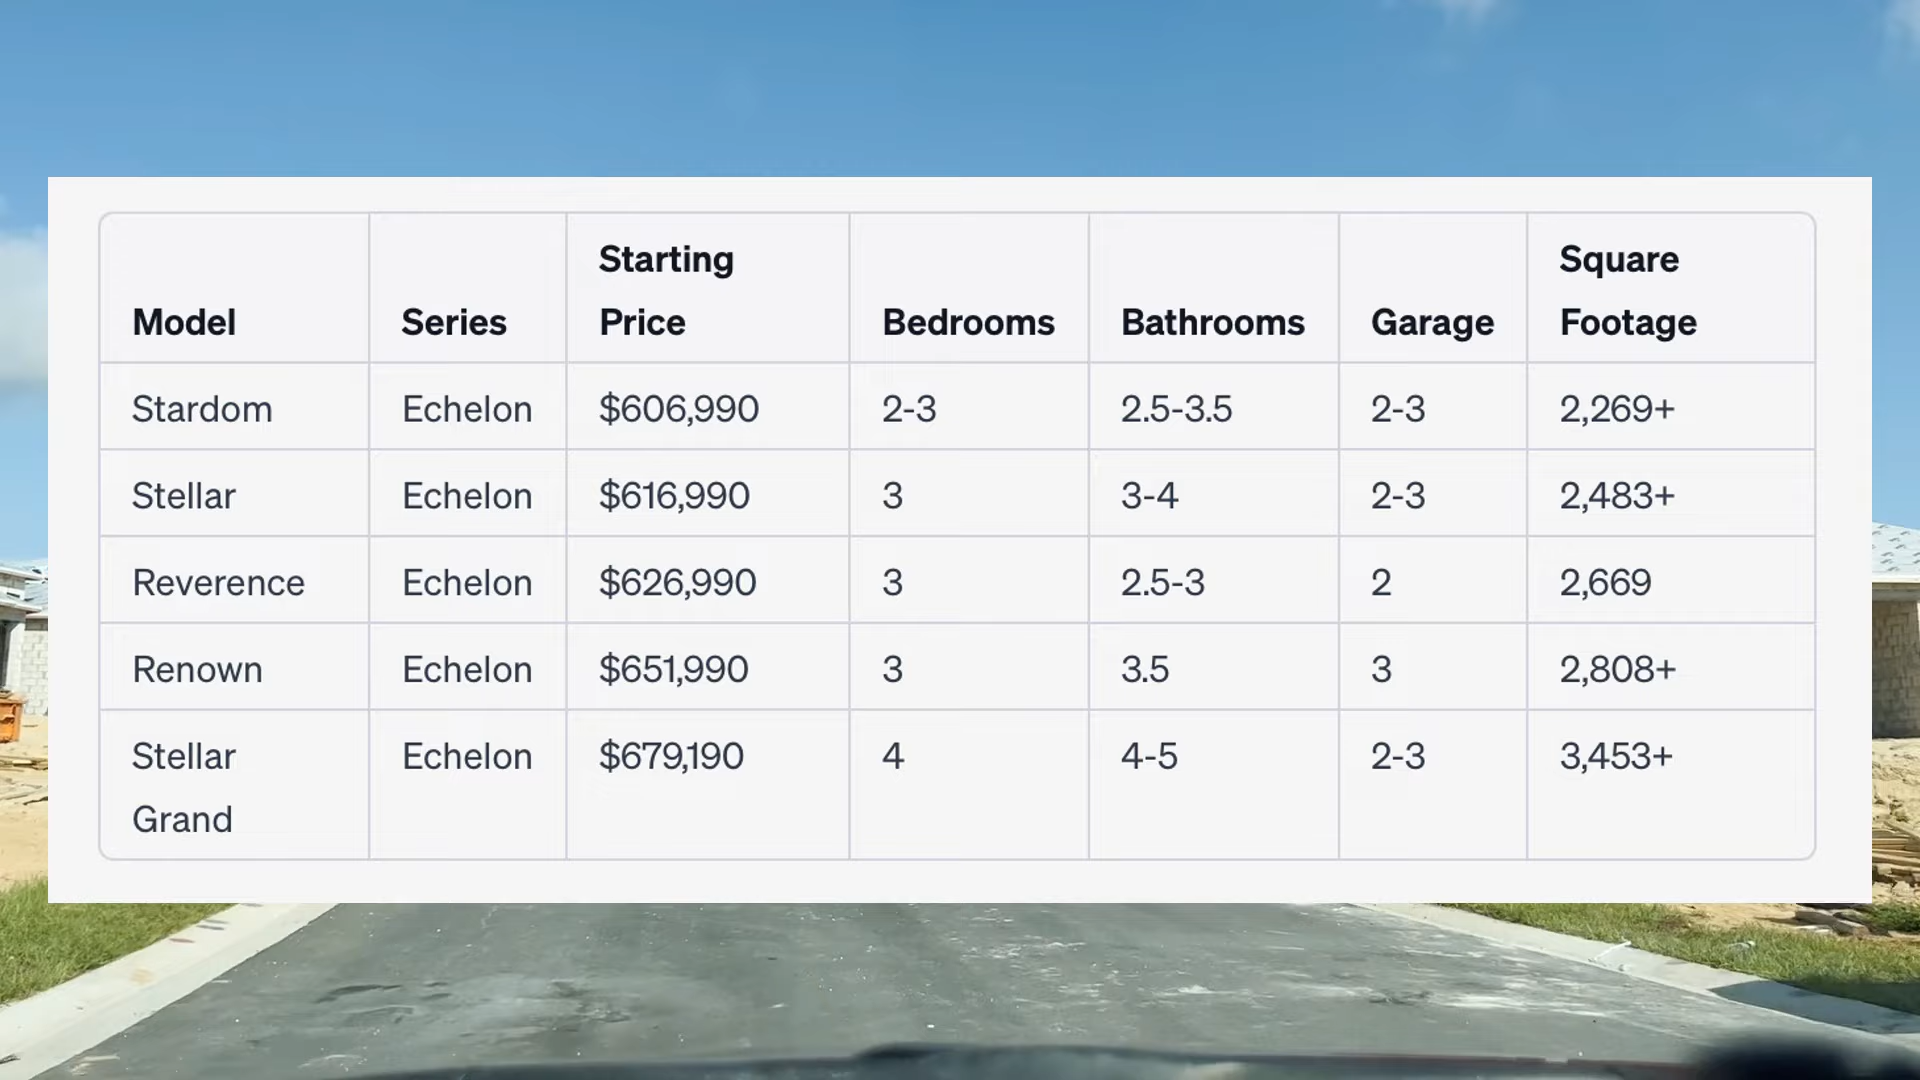 Model Series Starting Price Bedrooms Bathrooms Garage Square Footage
Stardom Echelon $606,990 2-3 2.5-3.5 2-3 2,269+
Stellar Echelon $616,990 3 3-4 2-3 2,483+
Reverence Echelon $626,990 3 2.5-3 2 2,669
Renown Echelon $651,990 3 3.5 3 2,808+
Stellar Grand Echelon $679,190 4 4-5 2-3 3,453+